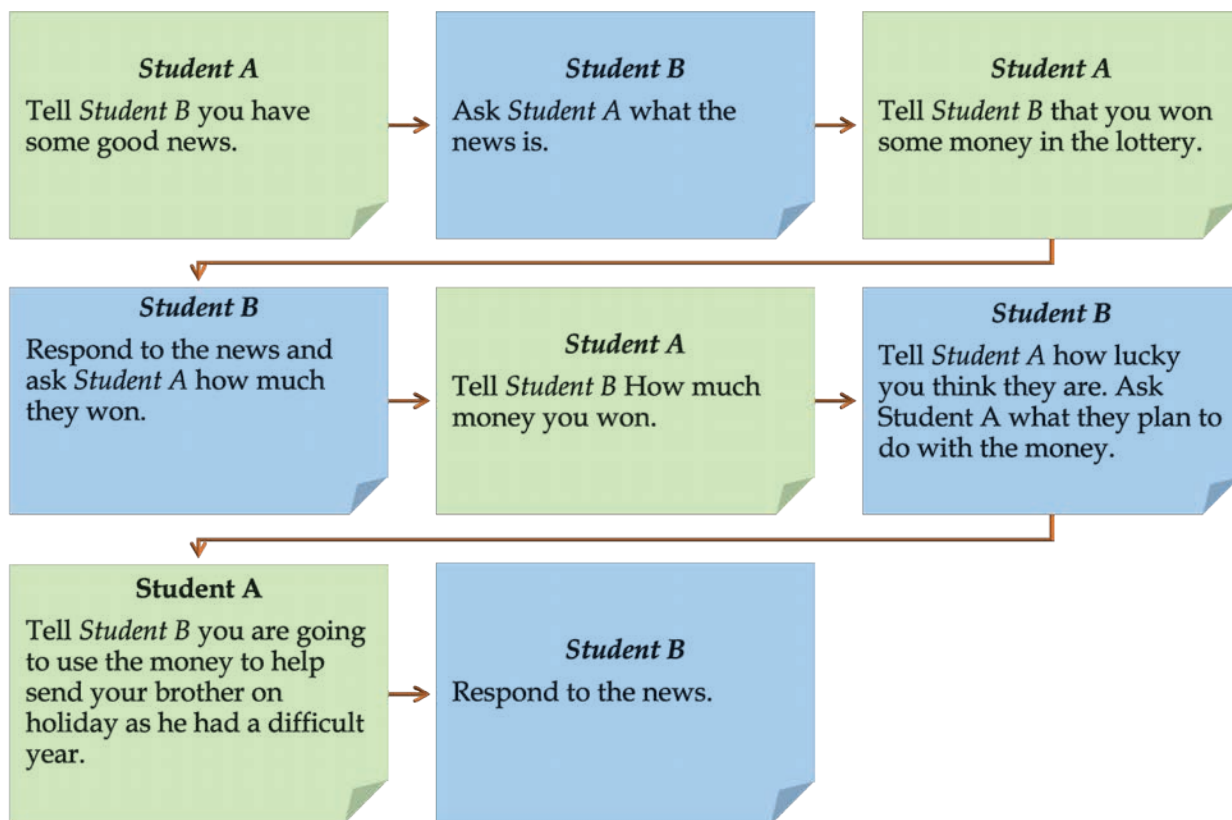 Student A
Tell Student B you have
some good news.
Student B
Ask Student A what the
news is.
Student A
Tell Student B that you won
some money in the lottery.
Student B
Respond to the news and
ask Student A how much
they won.
Student A
Tell Student B How much
money you won.
Student B
Tell Student A how lucky
you think they are. Ask
Student A what they plan to
do with the money.
Student A
Tell Student B you are going
to use the money to help
send your brother on
holiday as he had a difficult
year.
Student B
Respond to the news.